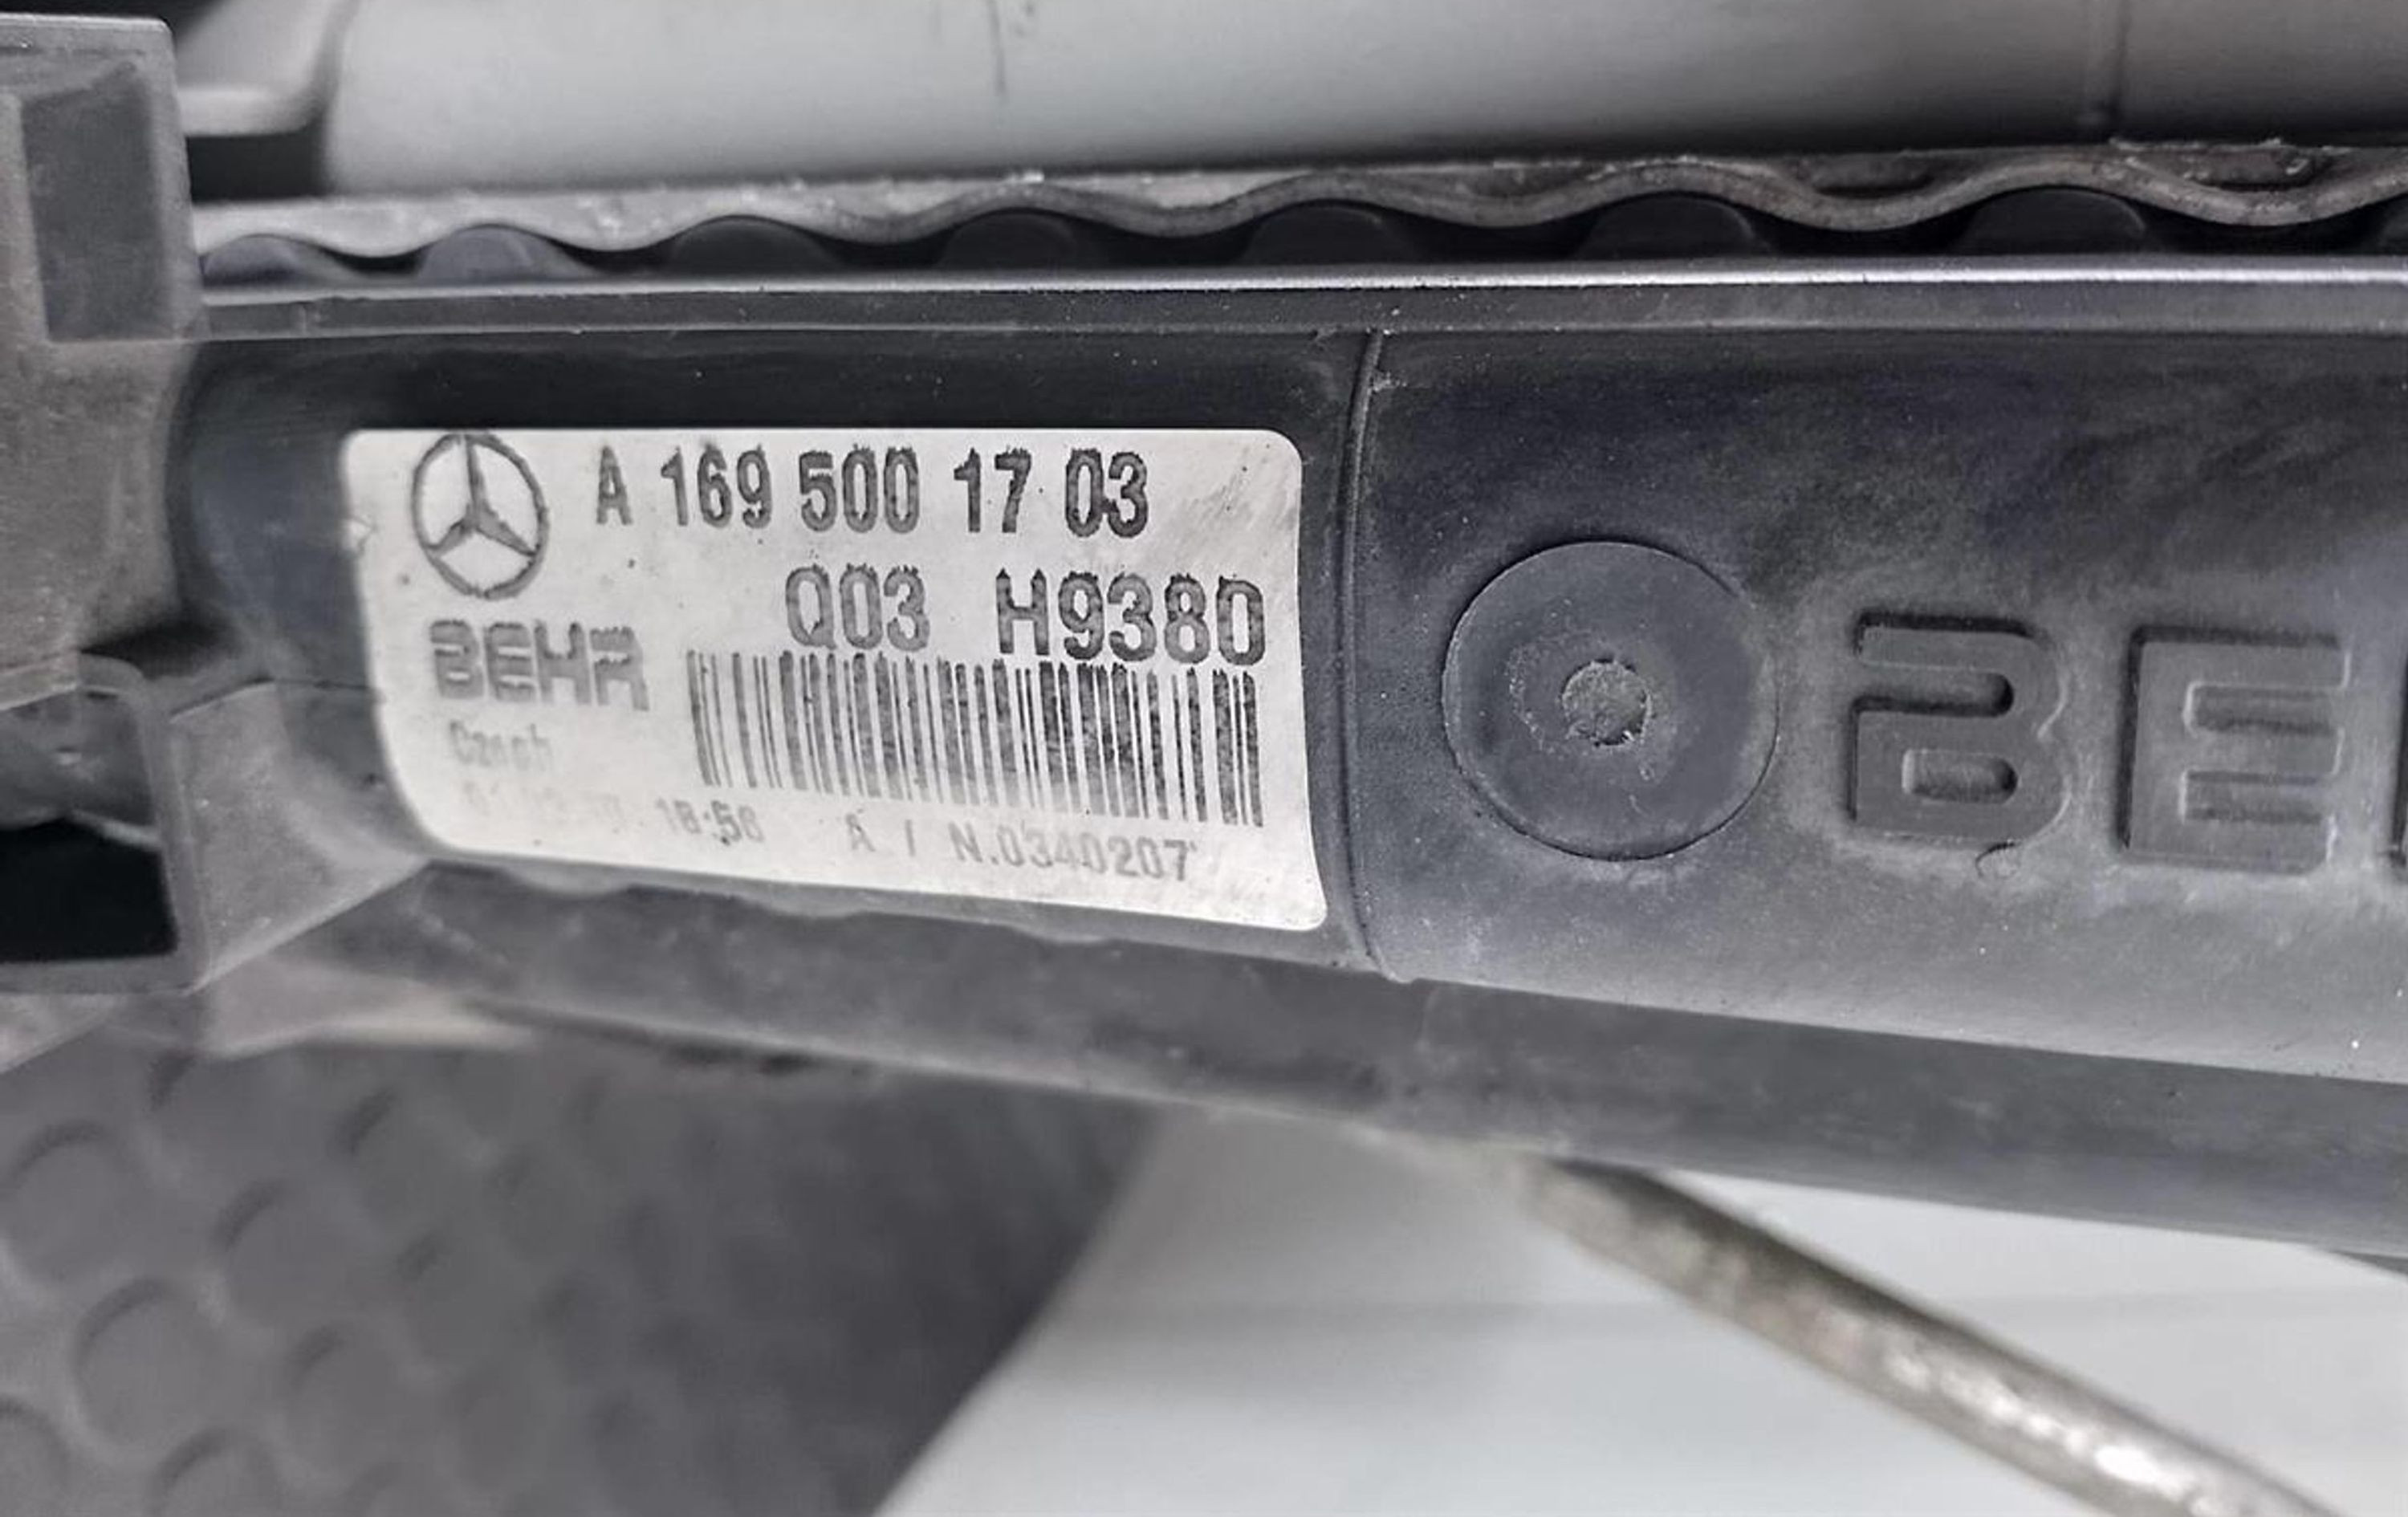 A 169 500 17 03
Q03 H9380
BEHR
Czech
18:56 A / N.0340207
BE